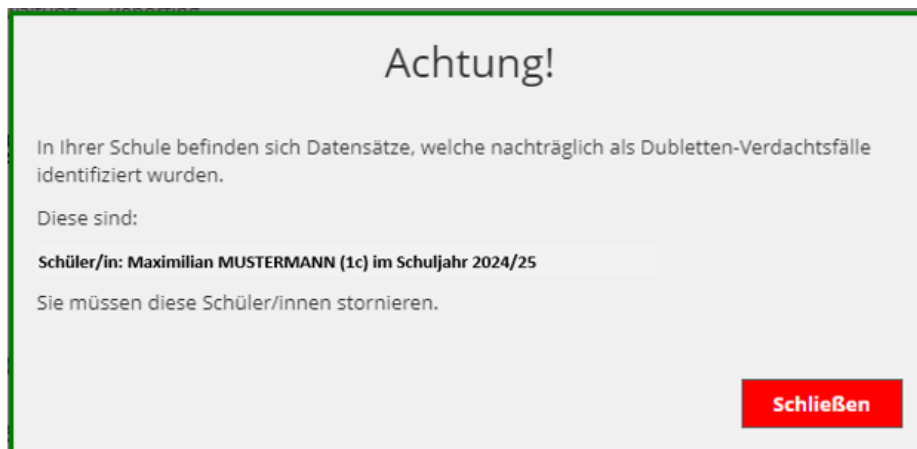 Achtung!
In Ihrer Schule befinden sich Datensätze, welche nachträglich als Dubletten-Verdachtsfälle
identifiziert wurden.
Diese sind:
Schüler/in: Maximilian MUSTERMANN (1c) im Schuljahr 2024/25
Sie müssen diese Schüler/innen stornieren.
Schließen